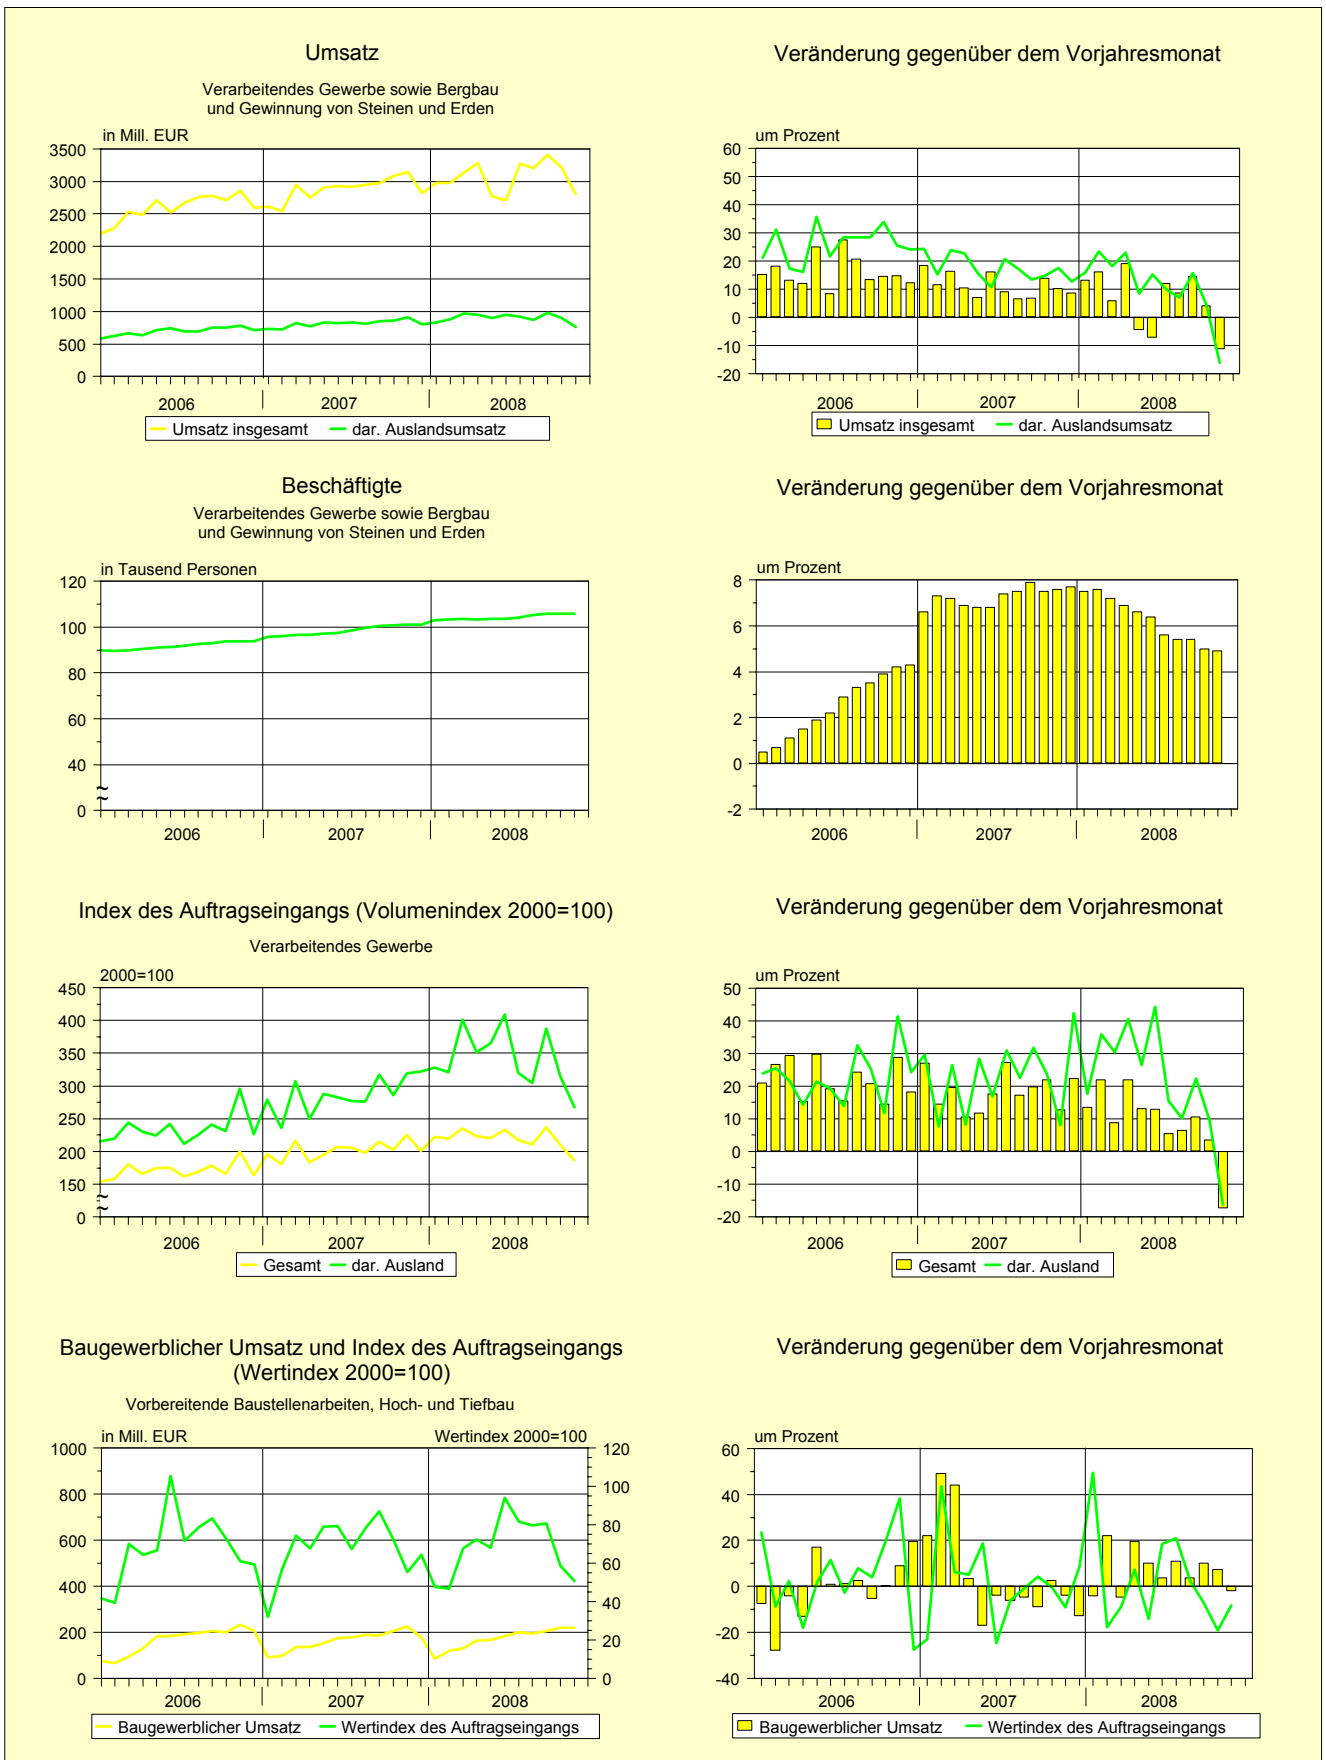 Umsatz
Verarbeitendes Gewerbe sowie Bergbau
und Gewinnung von Steinen und Erden
in Mill. EUR
3500
3000
2500
2000
1500
1000
500
0
2006 2007 2008
Umsatz insgesamt dar. Auslandsumsatz
Veränderung gegenüber dem Vorjahresmonat
um Prozent
60
50
40
30
20
10
0
-10
-20
2006 2007 2008
Umsatz insgesamt dar. Auslandsumsatz
Beschäftigte
Verarbeitendes Gewerbe sowie Bergbau
und Gewinnung von Steinen und Erden
in Tausend Personen
120
100
80
60
40
0
2006 2007 2008
Veränderung gegenüber dem Vorjahresmonat
um Prozent
8
6
4
2
0
-2
2006 2007 2008
Index des Auftragseingangs (Volumenindex 2000=100)
Verarbeitendes Gewerbe
2000=100
450
400
350
300
250
200
150
0
2006 2007 2008
Gesamt dar. Ausland
Veränderung gegenüber dem Vorjahresmonat
um Prozent
50
40
30
20
10
0
-10
-20
2006 2007 2008
Gesamt dar. Ausland
Baugewerblicher Umsatz und Index des Auftragseingangs
(Wertindex 2000=100)
Vorbereitende Baustellenarbeiten, Hoch- und Tiefbau
in Mill. EUR Wertindex 2000=100
1000 120
800 100
600 80
400 60
200 40
0 20
0
2006 2007 2008
Baugewerblicher Umsatz Wertindex des Auftragseingangs
Veränderung gegenüber dem Vorjahresmonat
um Prozent
60
40
20
0
-20
-40
2006 2007 2008
Baugewerblicher Umsatz Wertindex des Auftragseingangs